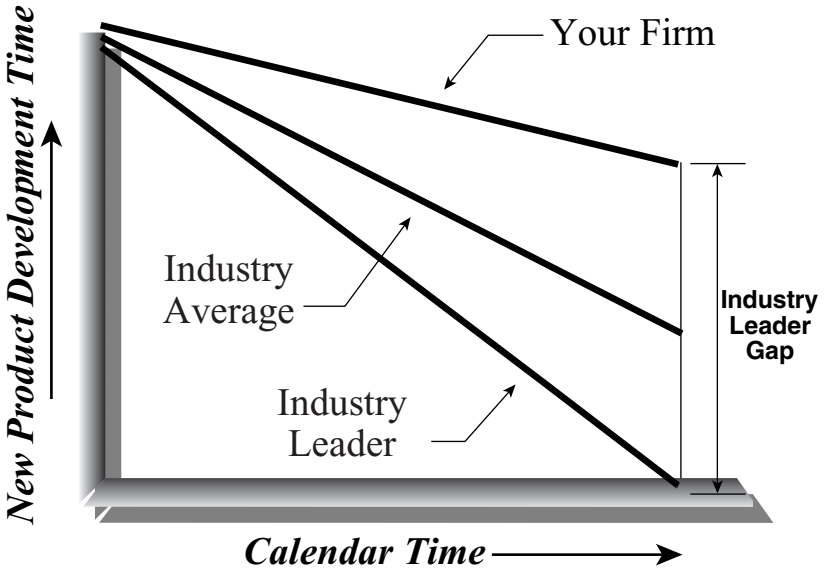 New Product Development Time
Your Firm
Industry
Average
Industry
Leader
Industry
Leader
Gap
Calendar Time